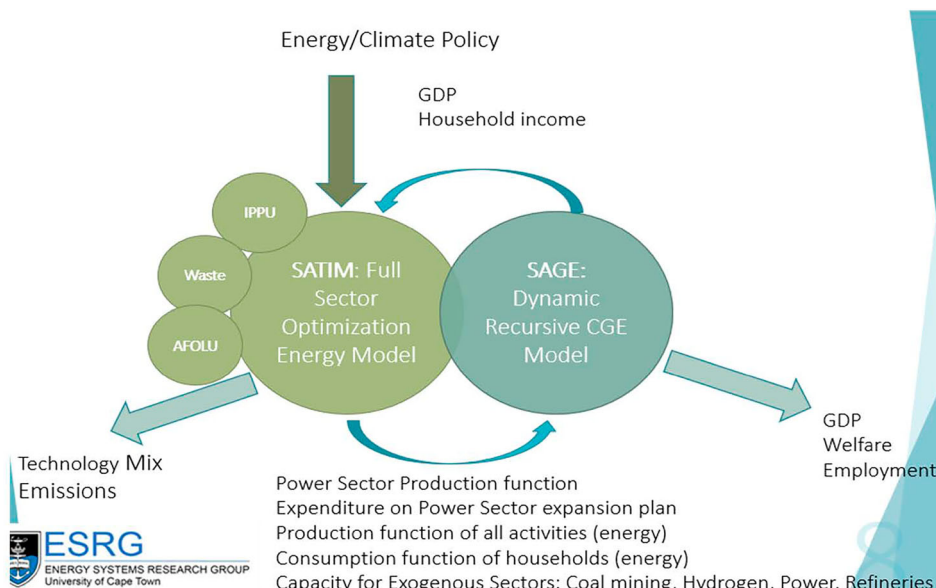 Energy/Climate Policy
GDP
Household income
IPPU
Waste
AFOLU
SATIM: Full
Sector
Optimization
Energy Model
SAGE:
Dynamic
Recursive CGE
Model
Technology Mix
Emissions
GDP
Welfare
Employment
Power Sector Production function
Expenditure on Power Sector expansion plan
Production function of all activities (energy)
Consumption function of households (energy)
Capacity for Exogenous Sectors: Coal mining, Hydrogen, Power, Refineries
ESRG
ENERGY SYSTEMS RESEARCH GROUP
University of Cape Town
8